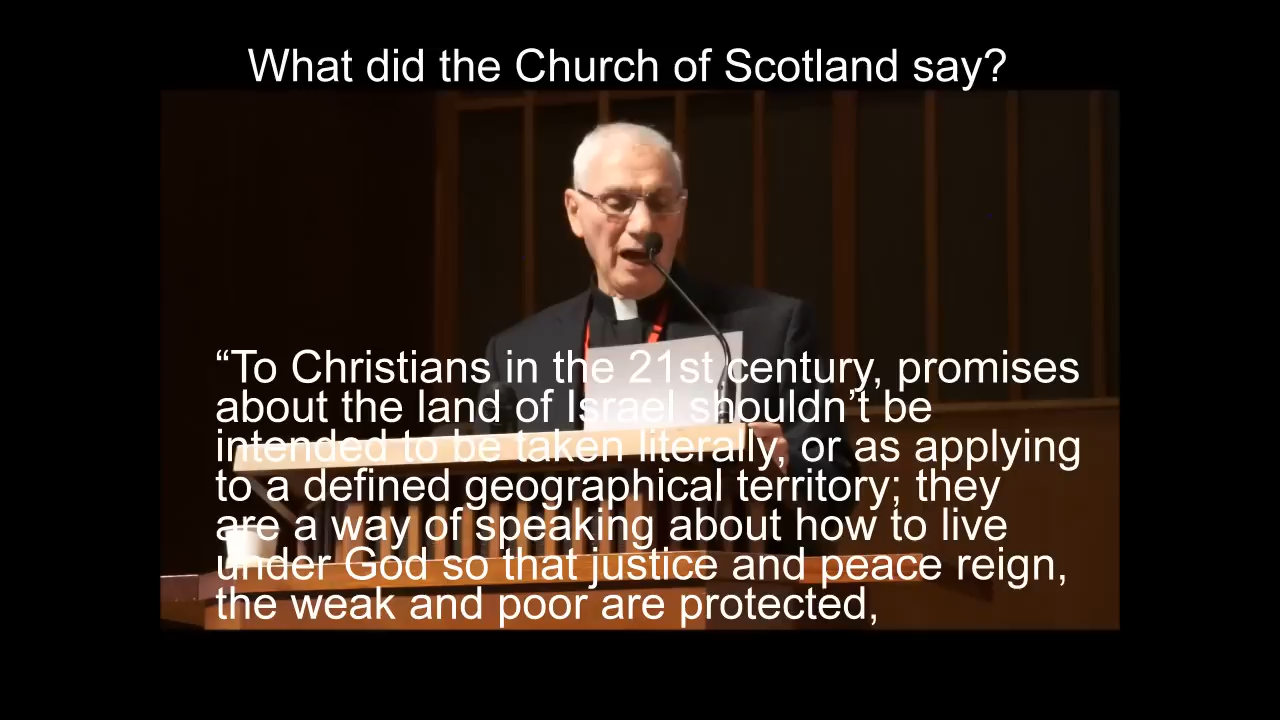 What did the Church of Scotland say?
“To Christians in the 21st century, promises
about the land of Israel shouldn’t be
intended to be taken literally, or as applying
to a defined geographical territory; they
are a way of speaking about how to live
under God so that justice and peace reign,
the weak and poor are protected,